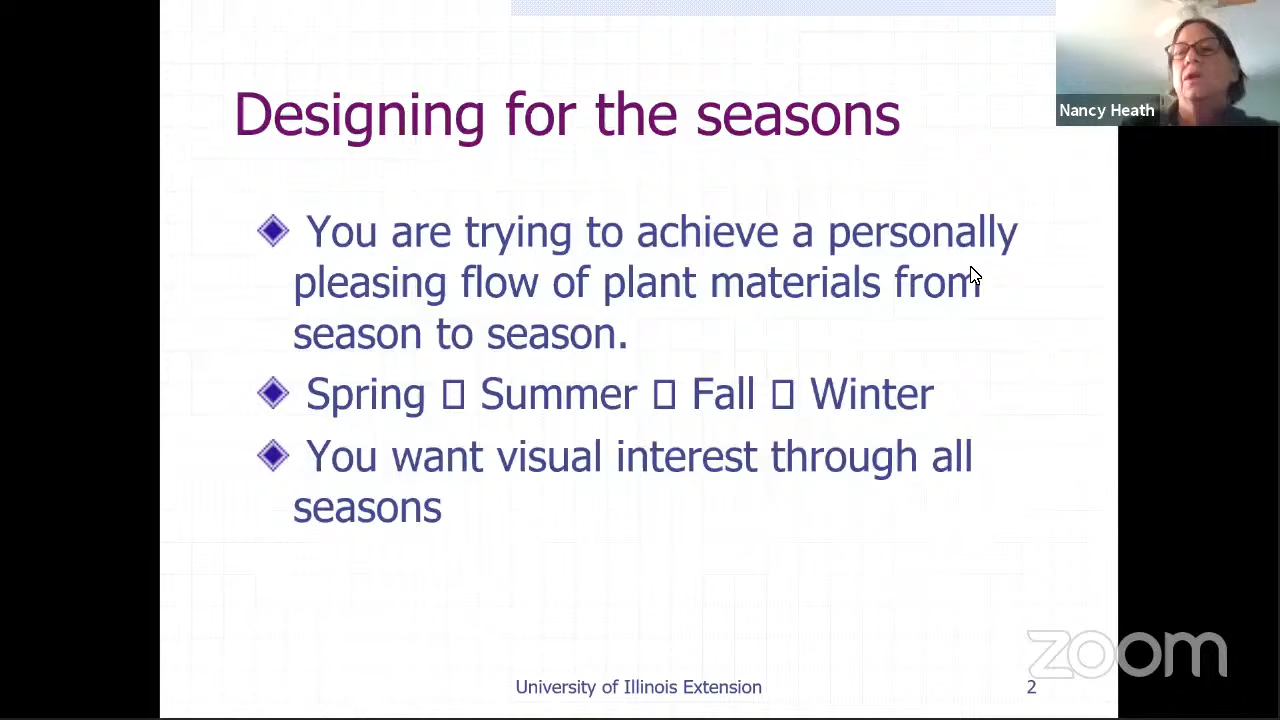 Designing for the seasons
Nancy Heath
You are trying to achieve a personally
pleasing flow of plant materials from
season to season.
Spring □ Summer □ Fall □ Winter
You want visual interest through all
seasons
zoom
University of Illinois Extension
2